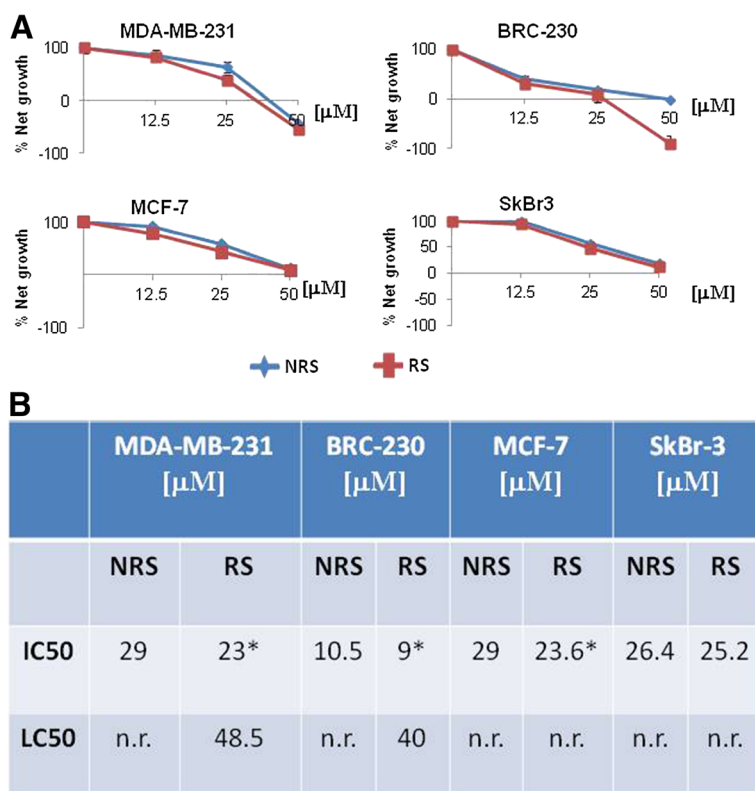 A
MDA-MB-231
100
0
-100
% Net growth
12.5
25
50
[µM]
BRC-230
100
0
-100
% Net growth
12.5
25
50
[µM]
MCF-7
100
-100
% Net growth
12.5
25
50
[µM]
SkBr3
100
50
0
-50
-100
% Net growth
12.5
25
50
[µM]
NRS
RS
B
MDA-MB-231 BRC-230 MCF-7 SkBr-3
[µM] [µM] [µM] [µM]
NRS RS NRS RS NRS RS NRS RS
IC50 29 23* 10.5 9* 29 23.6* 26.4 25.2
LC50 n.r. 48.5 n.r. 40 n.r. n.r. n.r. n.r.